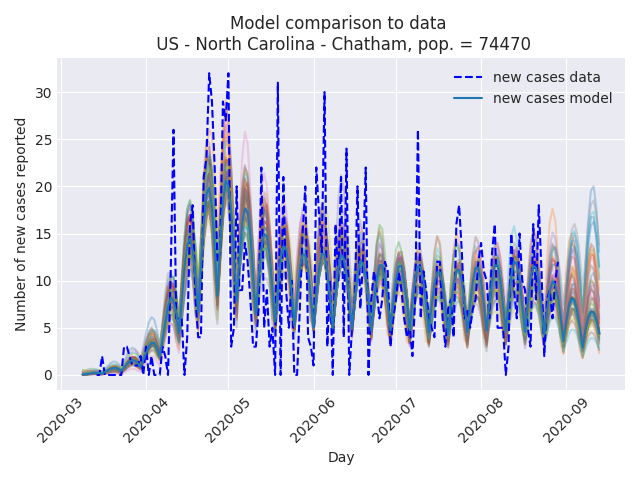 Model comparison to data
US - North Carolina - Chatham, pop. = 74470
new cases data
new cases model
Number of new cases reported
30
25
20
15
10
5
0
2020-03
2020-04
2020-05
2020-06
2020-07
2020-08
2020-09
Day